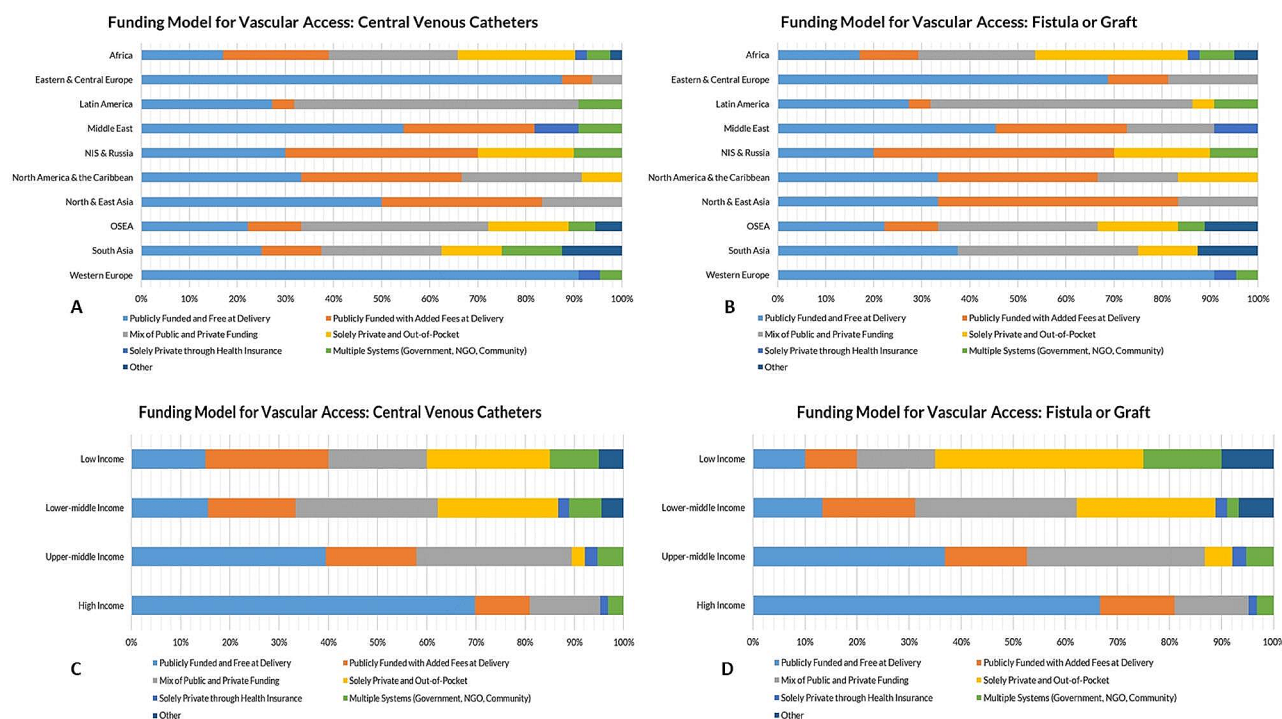 Funding Model for Vascular Access: Central Venous Catheters
Africa
Eastern & Central Europe
Latin America
Middle East
NIS & Russia
North America & the Caribbean
North & East Asia
OSEA
South Asia
Western Europe
0% 10% 20% 30% 40% 50% 60% 70% 80% 90% 100%
A
Publicly Funded and Free at Delivery Publicly Funded with Added Fees at Delivery
Mix of Public and Private Funding Solely Private and Out-of-Pocket
Solely Private through Health Insurance Multiple Systems (Government, NGO, Community)
Other
Funding Model for Vascular Access: Fistula or Graft
Africa
Eastern & Central Europe
Latin America
Middle East
NIS & Russia
North America & the Caribbean
North & East Asia
OSEA
South Asia
Western Europe
0% 10% 20% 30% 40% 50% 60% 70% 80% 90% 100%
B
Publicly Funded and Free at Delivery Publicly Funded with Added Fees at Delivery
Mix of Public and Private Funding Solely Private and Out-of-Pocket
Solely Private through Health Insurance Multiple Systems (Government, NGO, Community)
Other
Funding Model for Vascular Access: Central Venous Catheters
Low Income
Lower-middle Income
Upper-middle Income
High Income
0% 10% 20% 30% 40% 50% 60% 70% 80% 90% 100%
C
Publicly Funded and Free at Delivery Publicly Funded with Added Fees at Delivery
Mix of Public and Private Funding Solely Private and Out-of-Pocket
Solely Private through Health Insurance Multiple Systems (Government, NGO, Community)
Other
Funding Model for Vascular Access: Fistula or Graft
Low Income
Lower-middle Income
Upper-middle Income
High Income
0% 10% 20% 30% 40% 50% 60% 70% 80% 90% 100%
D
Publicly Funded and Free at Delivery Publicly Funded with Added Fees at Delivery
Mix of Public and Private Funding Solely Private and Out-of-Pocket
Solely Private through Health Insurance Multiple Systems (Government, NGO, Community)
Other